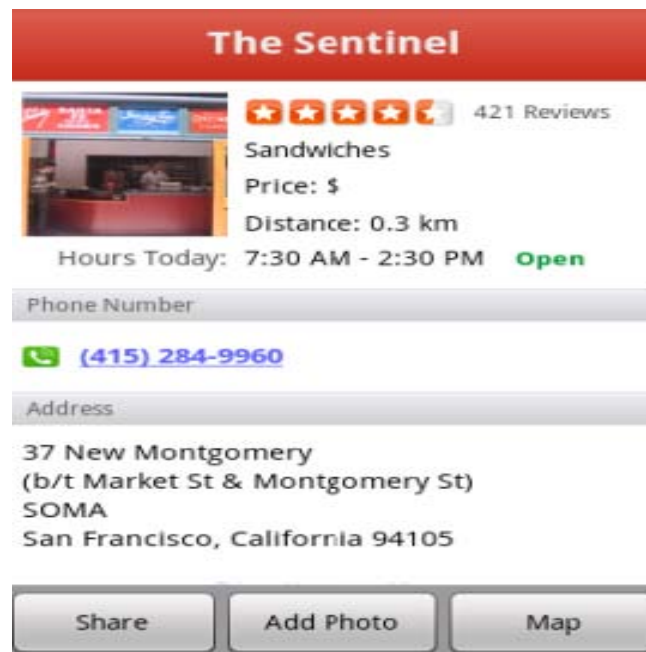 The Sentinel
421 Reviews
Sandwiches
Price: $
Distance: 0.3 km
Hours Today: 7:30 AM - 2:30 PM Open
Phone Number
(415) 284-9960
Address
37 New Montgomery
(b/t Market St & Montgomery St)
SOMA
San Francisco, California 94105
Share
Add Photo
Map